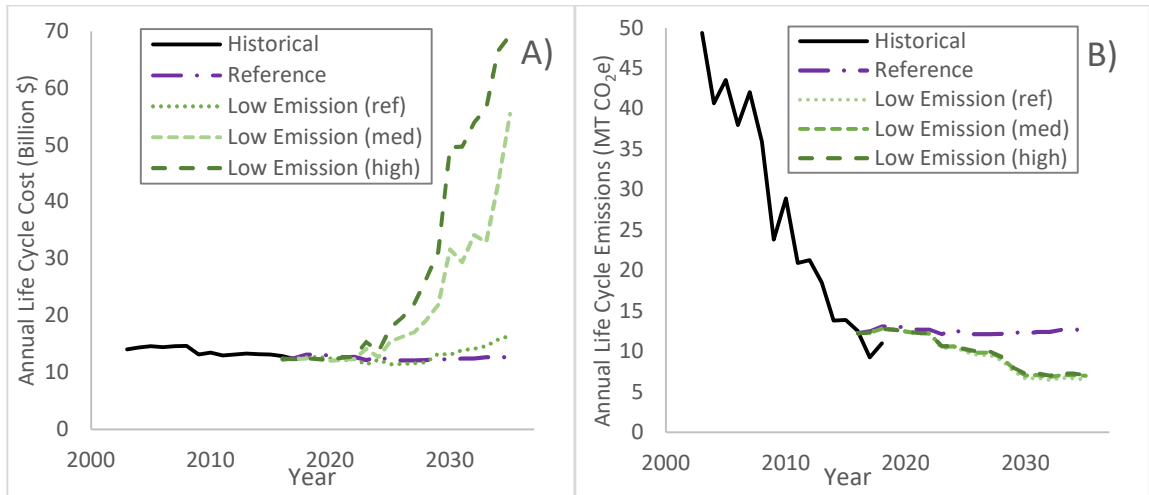 A)
Annual Life Cycle Cost (Billion $)
70
60
50
40
30
20
10
0
Historical
Reference
Low Emission (ref)
Low Emission (med)
Low Emission (high)
2000
2010
2020
2030
Year
B)
Annual Life Cycle Emissions (MT CO₂e)
50
45
40
35
30
25
20
15
10
5
0
Historical
Reference
Low Emission (ref)
Low Emission (med)
Low Emission (high)
2000
2010
2020
2030
Year